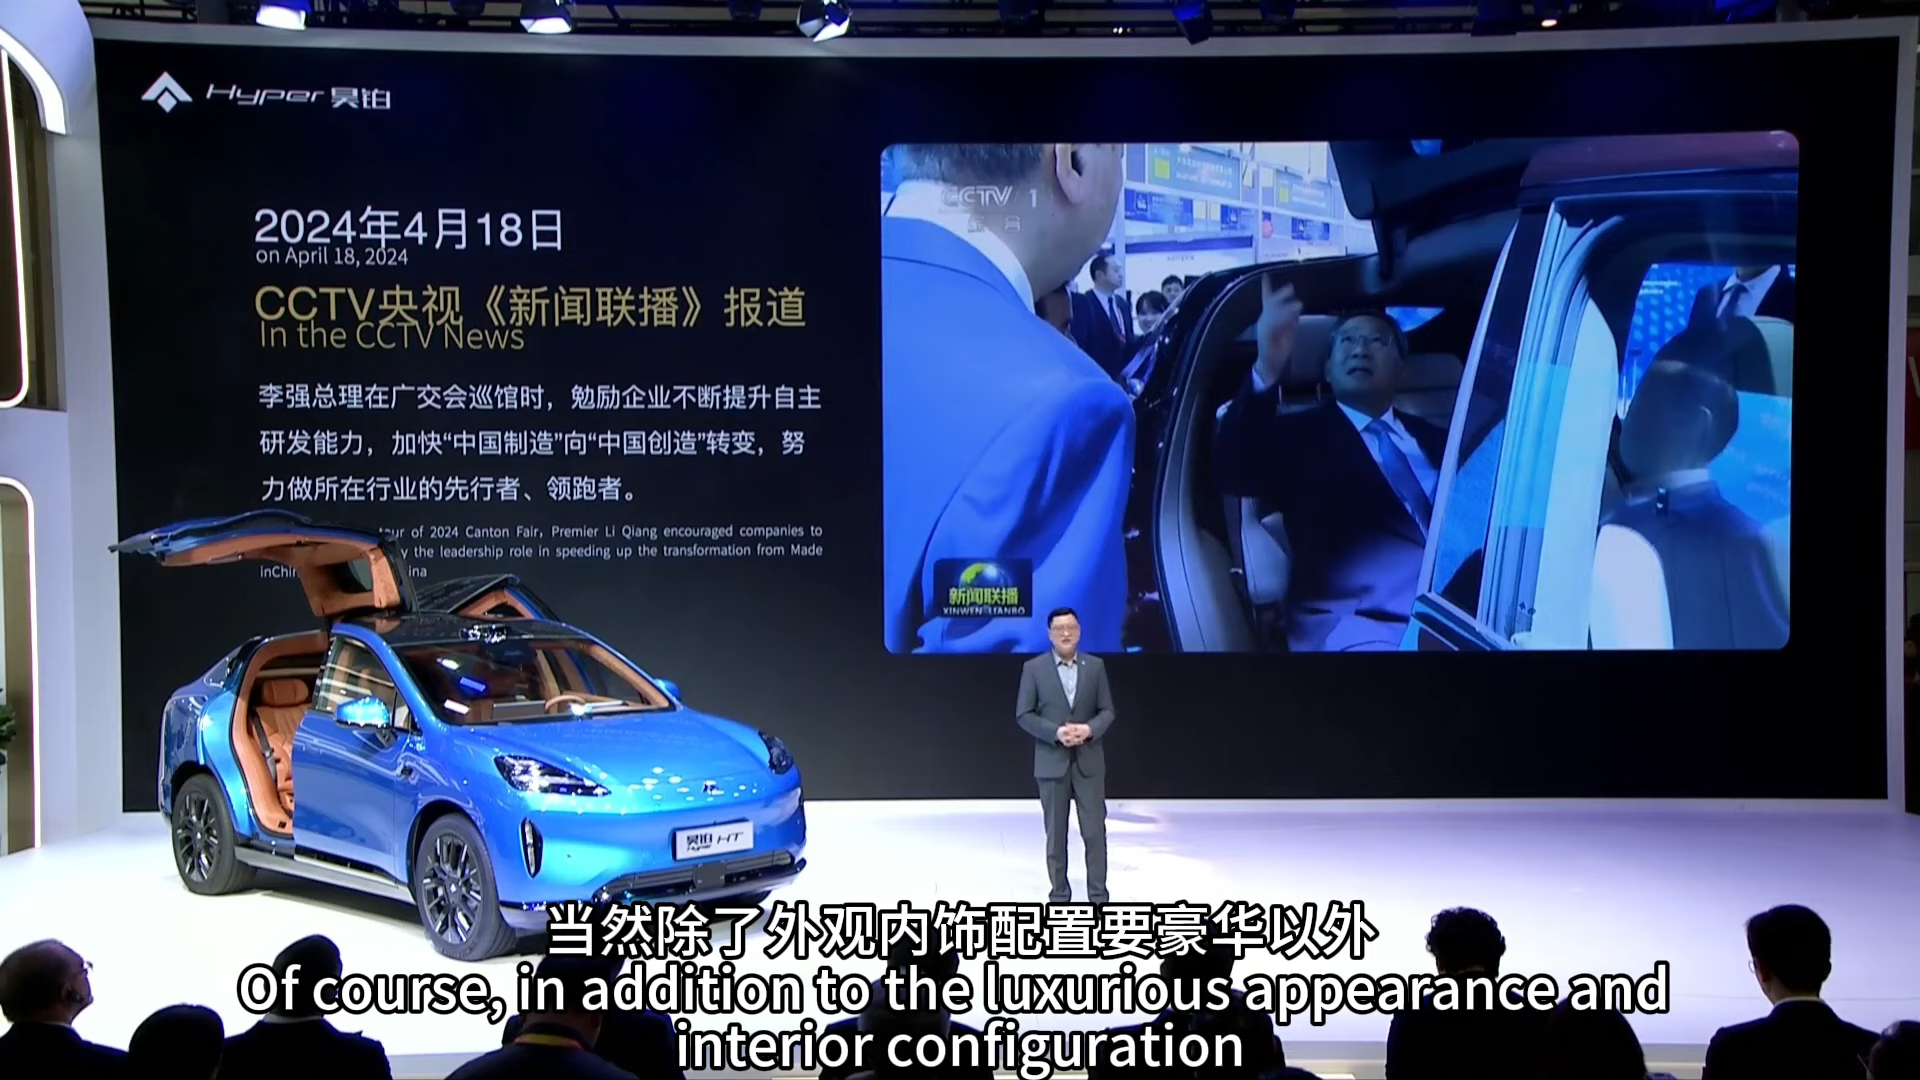 Hyper 昊铂
2024年4月18日
on April 18, 2024
CCTV央视《新闻联播》报道
In the CCTV News
李强总理在广交会巡馆时，勉励企业不断提升自主
研发能力，加快“中国制造”向“中国创造”转变，努
力做所在行业的先行者、领跑者。
tour of 2024 Canton Fair, Premier Li Qiang encouraged companies to
the leadership role in speeding up the transformation from Made
CCTV 1
新闻联播
XINWEN LIANBO
昊铂 HT
Hyper
当然除了外观内饰配置要豪华以外
Of course, in addition to the luxurious appearance and
interior configuration